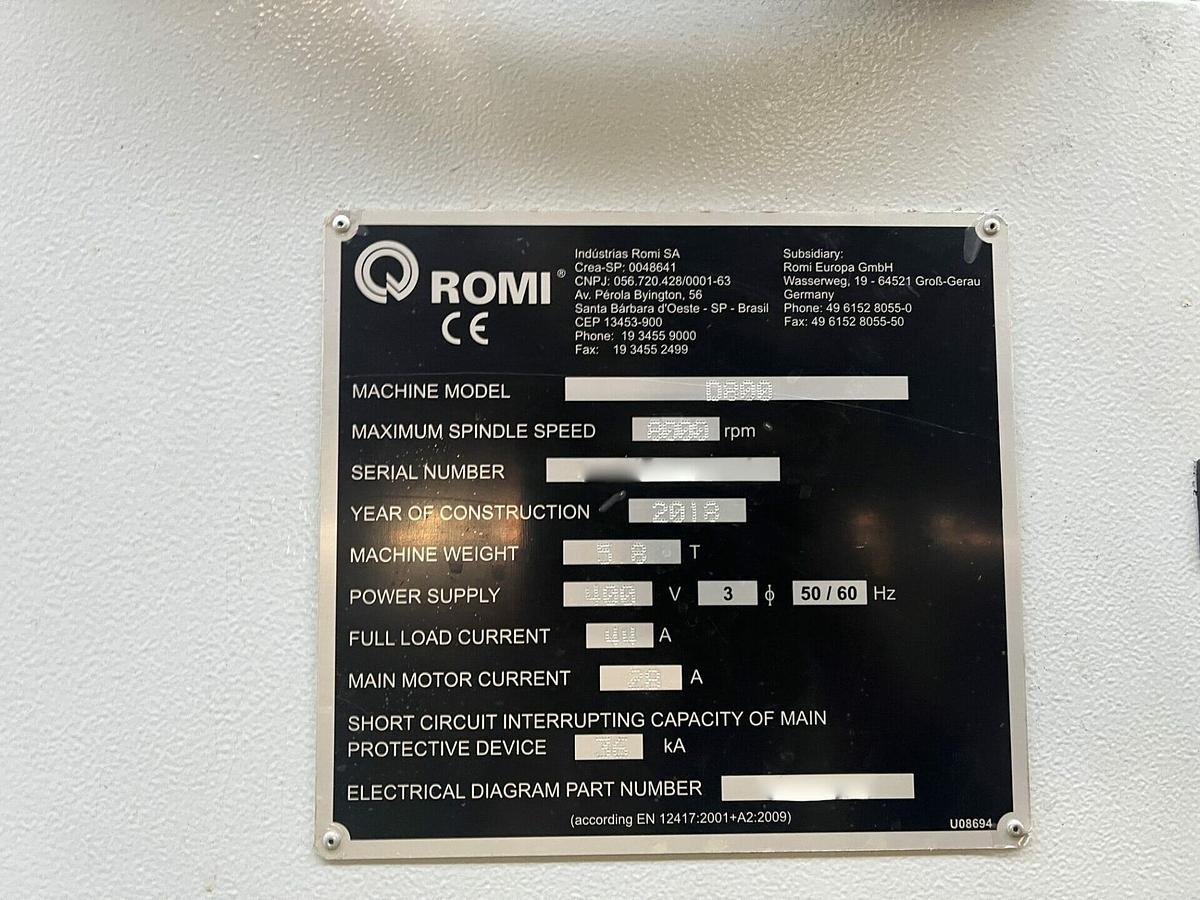 ROMI®
CE
Indústrias Romi SA
Crea-SP: 0048641
CNPJ: 056.720.428/0001-63
Av. Pérola Byington, 56
Santa Bárbara d'Oeste - SP - Brasil
CEP 13453-900
Phone: 19 3455 9000
Fax: 19 3455 2499
Subsidiary:
Romi Europa GmbH
Wasserweg, 19 - 64521 Groß-Gerau
Germany
Phone: 49 6152 8055-0
Fax: 49 6152 8055-50
MACHINE MODEL D800
MAXIMUM SPINDLE SPEED rpm
SERIAL NUMBER
YEAR OF CONSTRUCTION 2018
MACHINE WEIGHT T
POWER SUPPLY 400 V 3 ϕ 50 / 60 Hz
FULL LOAD CURRENT 44 A
MAIN MOTOR CURRENT A
SHORT CIRCUIT INTERRUPTING CAPACITY OF MAIN
PROTECTIVE DEVICE kA
ELECTRICAL DIAGRAM PART NUMBER
(according EN 12417:2001+A2:2009)
U08694